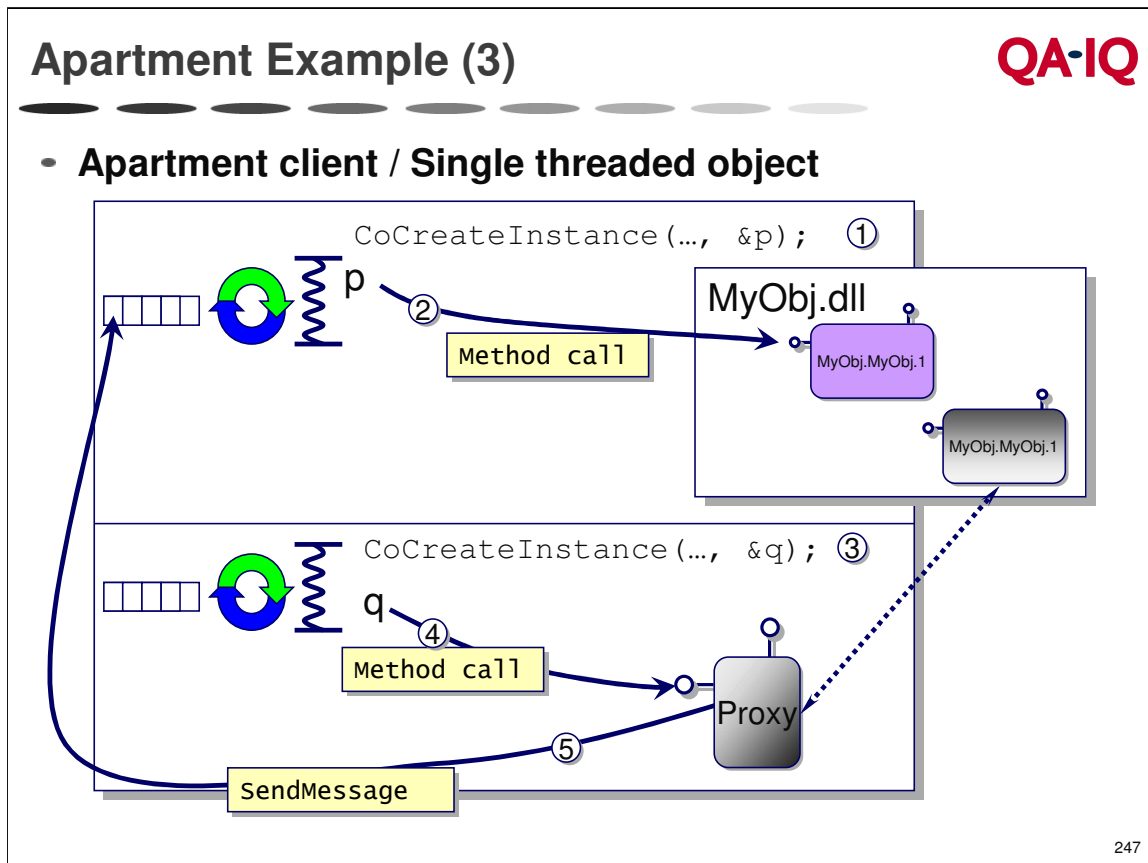 Apartment Example (3)
QA-IQ
• Apartment client / Single threaded object
CoCreateInstance(…, &p); 1
p
2
Method call
MyObj.dll
MyObj.MyObj.1
MyObj.MyObj.1
CoCreateInstance(…, &q); 3
q
4
Method call
Proxy
5
SendMessage
247